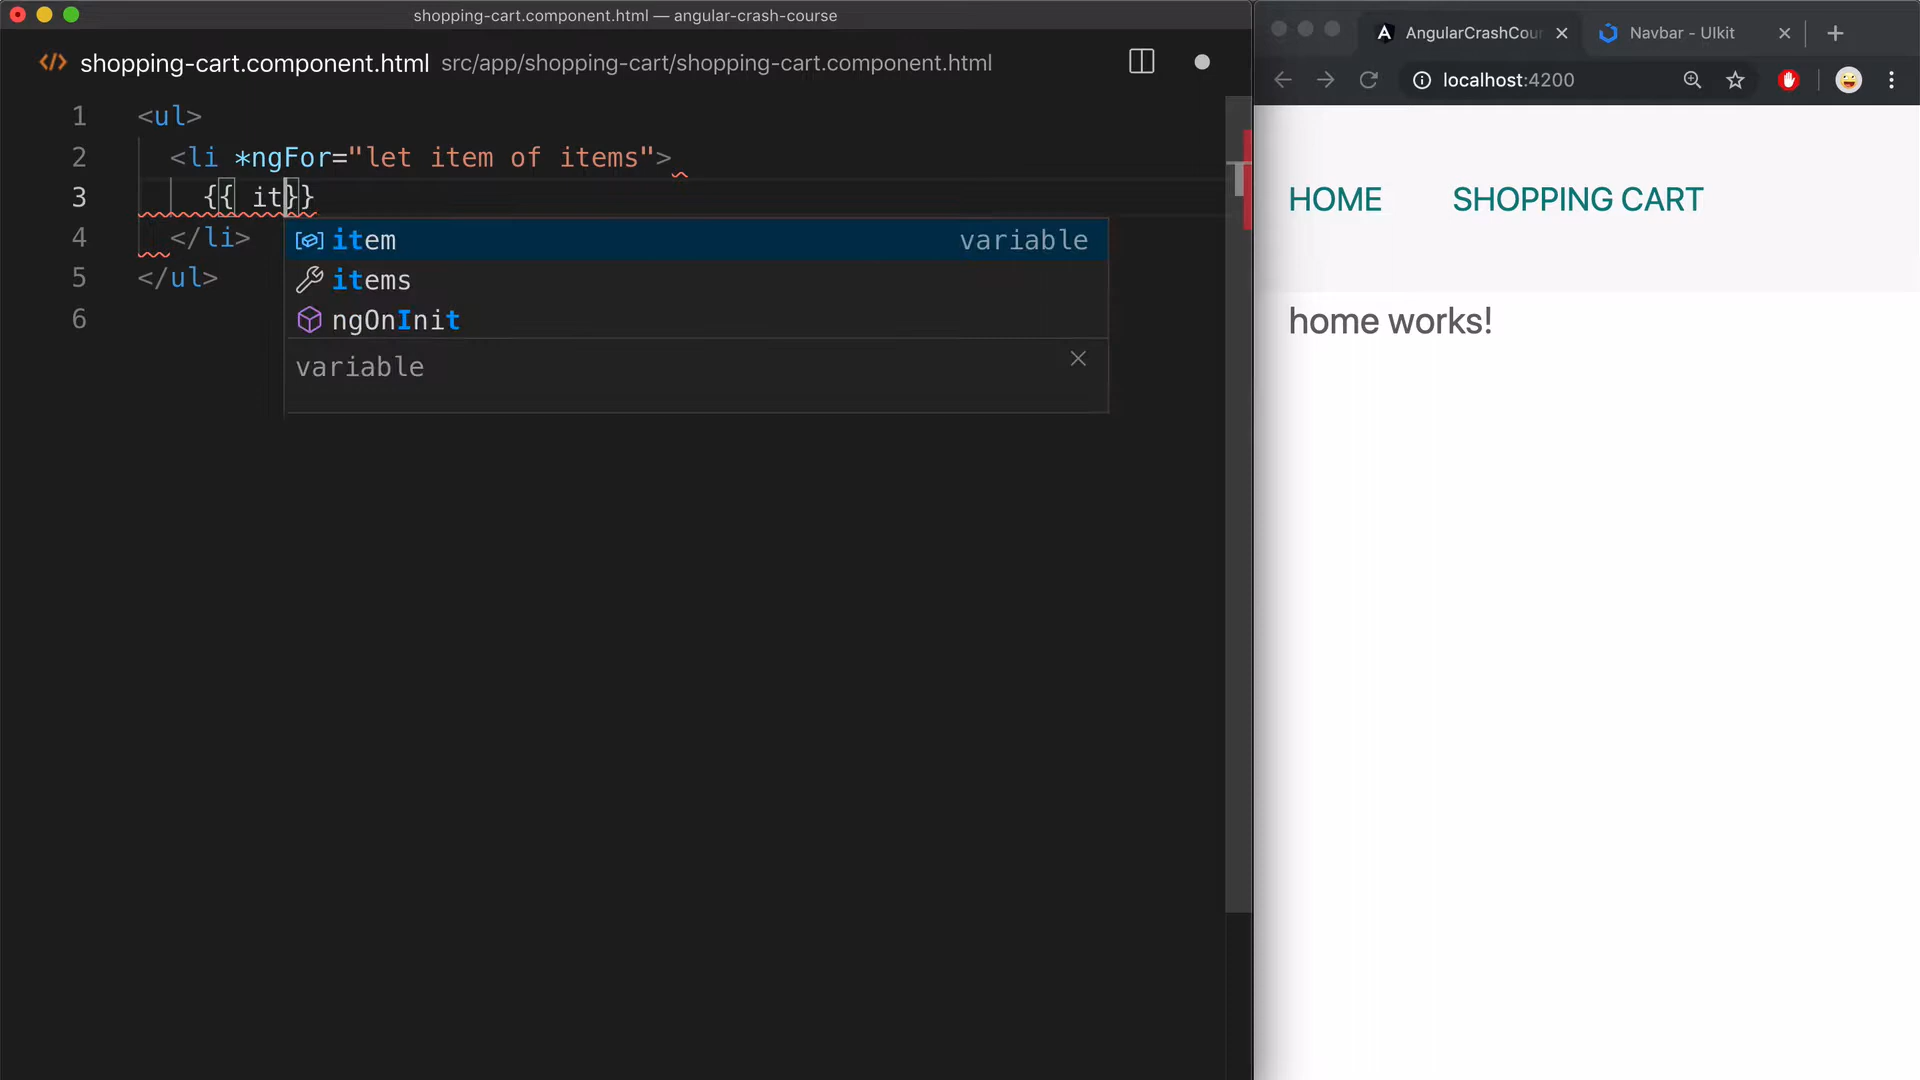 shopping-cart.component.html — angular-crash-course
shopping-cart.component.html src/app/shopping-cart/shopping-cart.component.html
1 <ul>
2 <li *ngFor="let item of items">
3 {{ it}}
4 </li>
5 </ul>
6
item variable
items
ngOnInit
variable
AngularCrashCou
Navbar - UIkit
localhost:4200
HOME SHOPPING CART
home works!